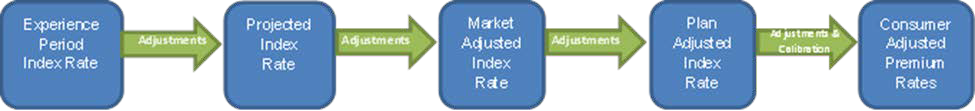 Experience
Period
Index Rate
Adjustments
Projected
Index
Rate
Adjustments
Market
Adjusted
Index
Rate
Adjustments
Plan
Adjusted
Index
Rate
Adjustments &
Calibration
Consumer
Adjusted
Premium
Rates